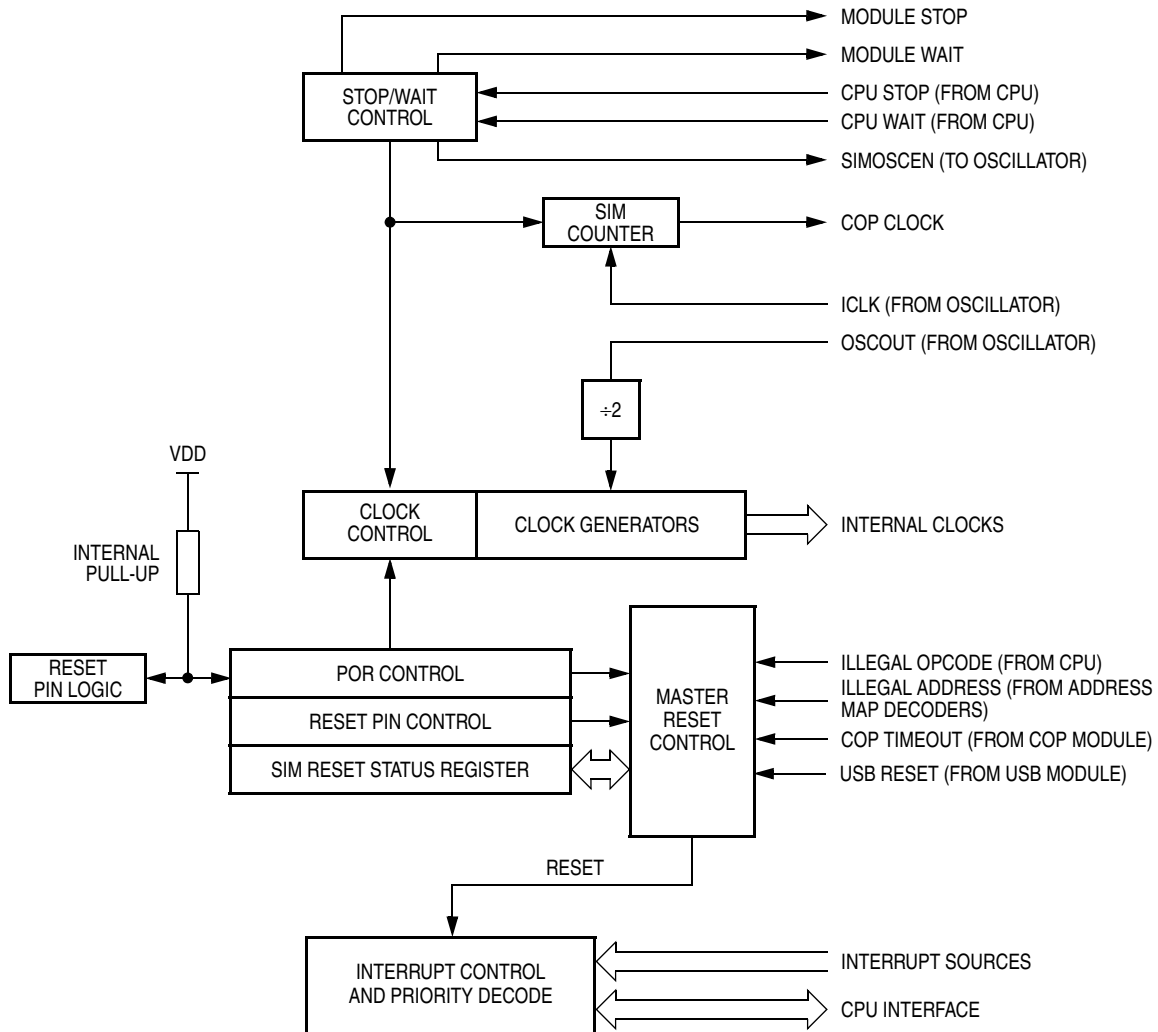 MODULE STOP
MODULE WAIT
STOP/WAIT
CONTROL
CPU STOP (FROM CPU)
CPU WAIT (FROM CPU)
SIMOSCEN (TO OSCILLATOR)
SIM
COUNTER
COP CLOCK
ICLK (FROM OSCILLATOR)
OSCOUT (FROM OSCILLATOR)
÷2
VDD
INTERNAL
PULL-UP
CLOCK
CONTROL
CLOCK GENERATORS
INTERNAL CLOCKS
RESET
PIN LOGIC
POR CONTROL
RESET PIN CONTROL
SIM RESET STATUS REGISTER
MASTER
RESET
CONTROL
ILLEGAL OPCODE (FROM CPU)
ILLEGAL ADDRESS (FROM ADDRESS
MAP DECODERS)
COP TIMEOUT (FROM COP MODULE)
USB RESET (FROM USB MODULE)
RESET
INTERRUPT CONTROL
AND PRIORITY DECODE
INTERRUPT SOURCES
CPU INTERFACE